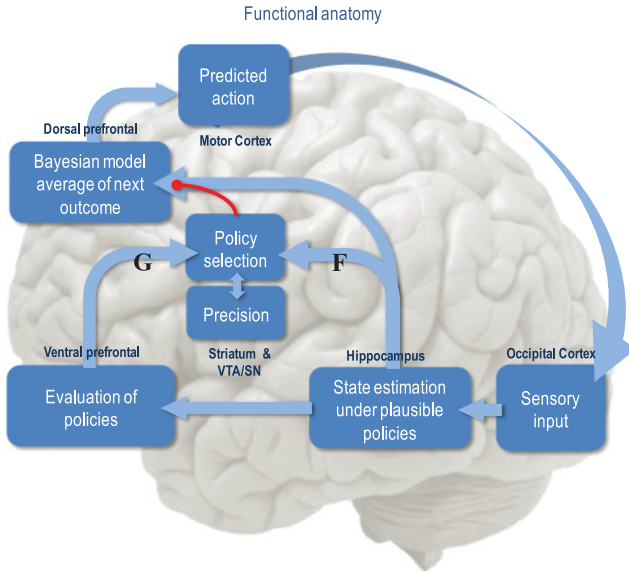 Functional anatomy
Predicted
action
Dorsal prefrontal
Motor Cortex
Bayesian model
average of next
outcome
Policy
selection
G
F
Precision
Ventral prefrontal
Striatum &
VTA/SN
Hippocampus
Occipital Cortex
Evaluation of
policies
State estimation
under plausible
policies
Sensory
input